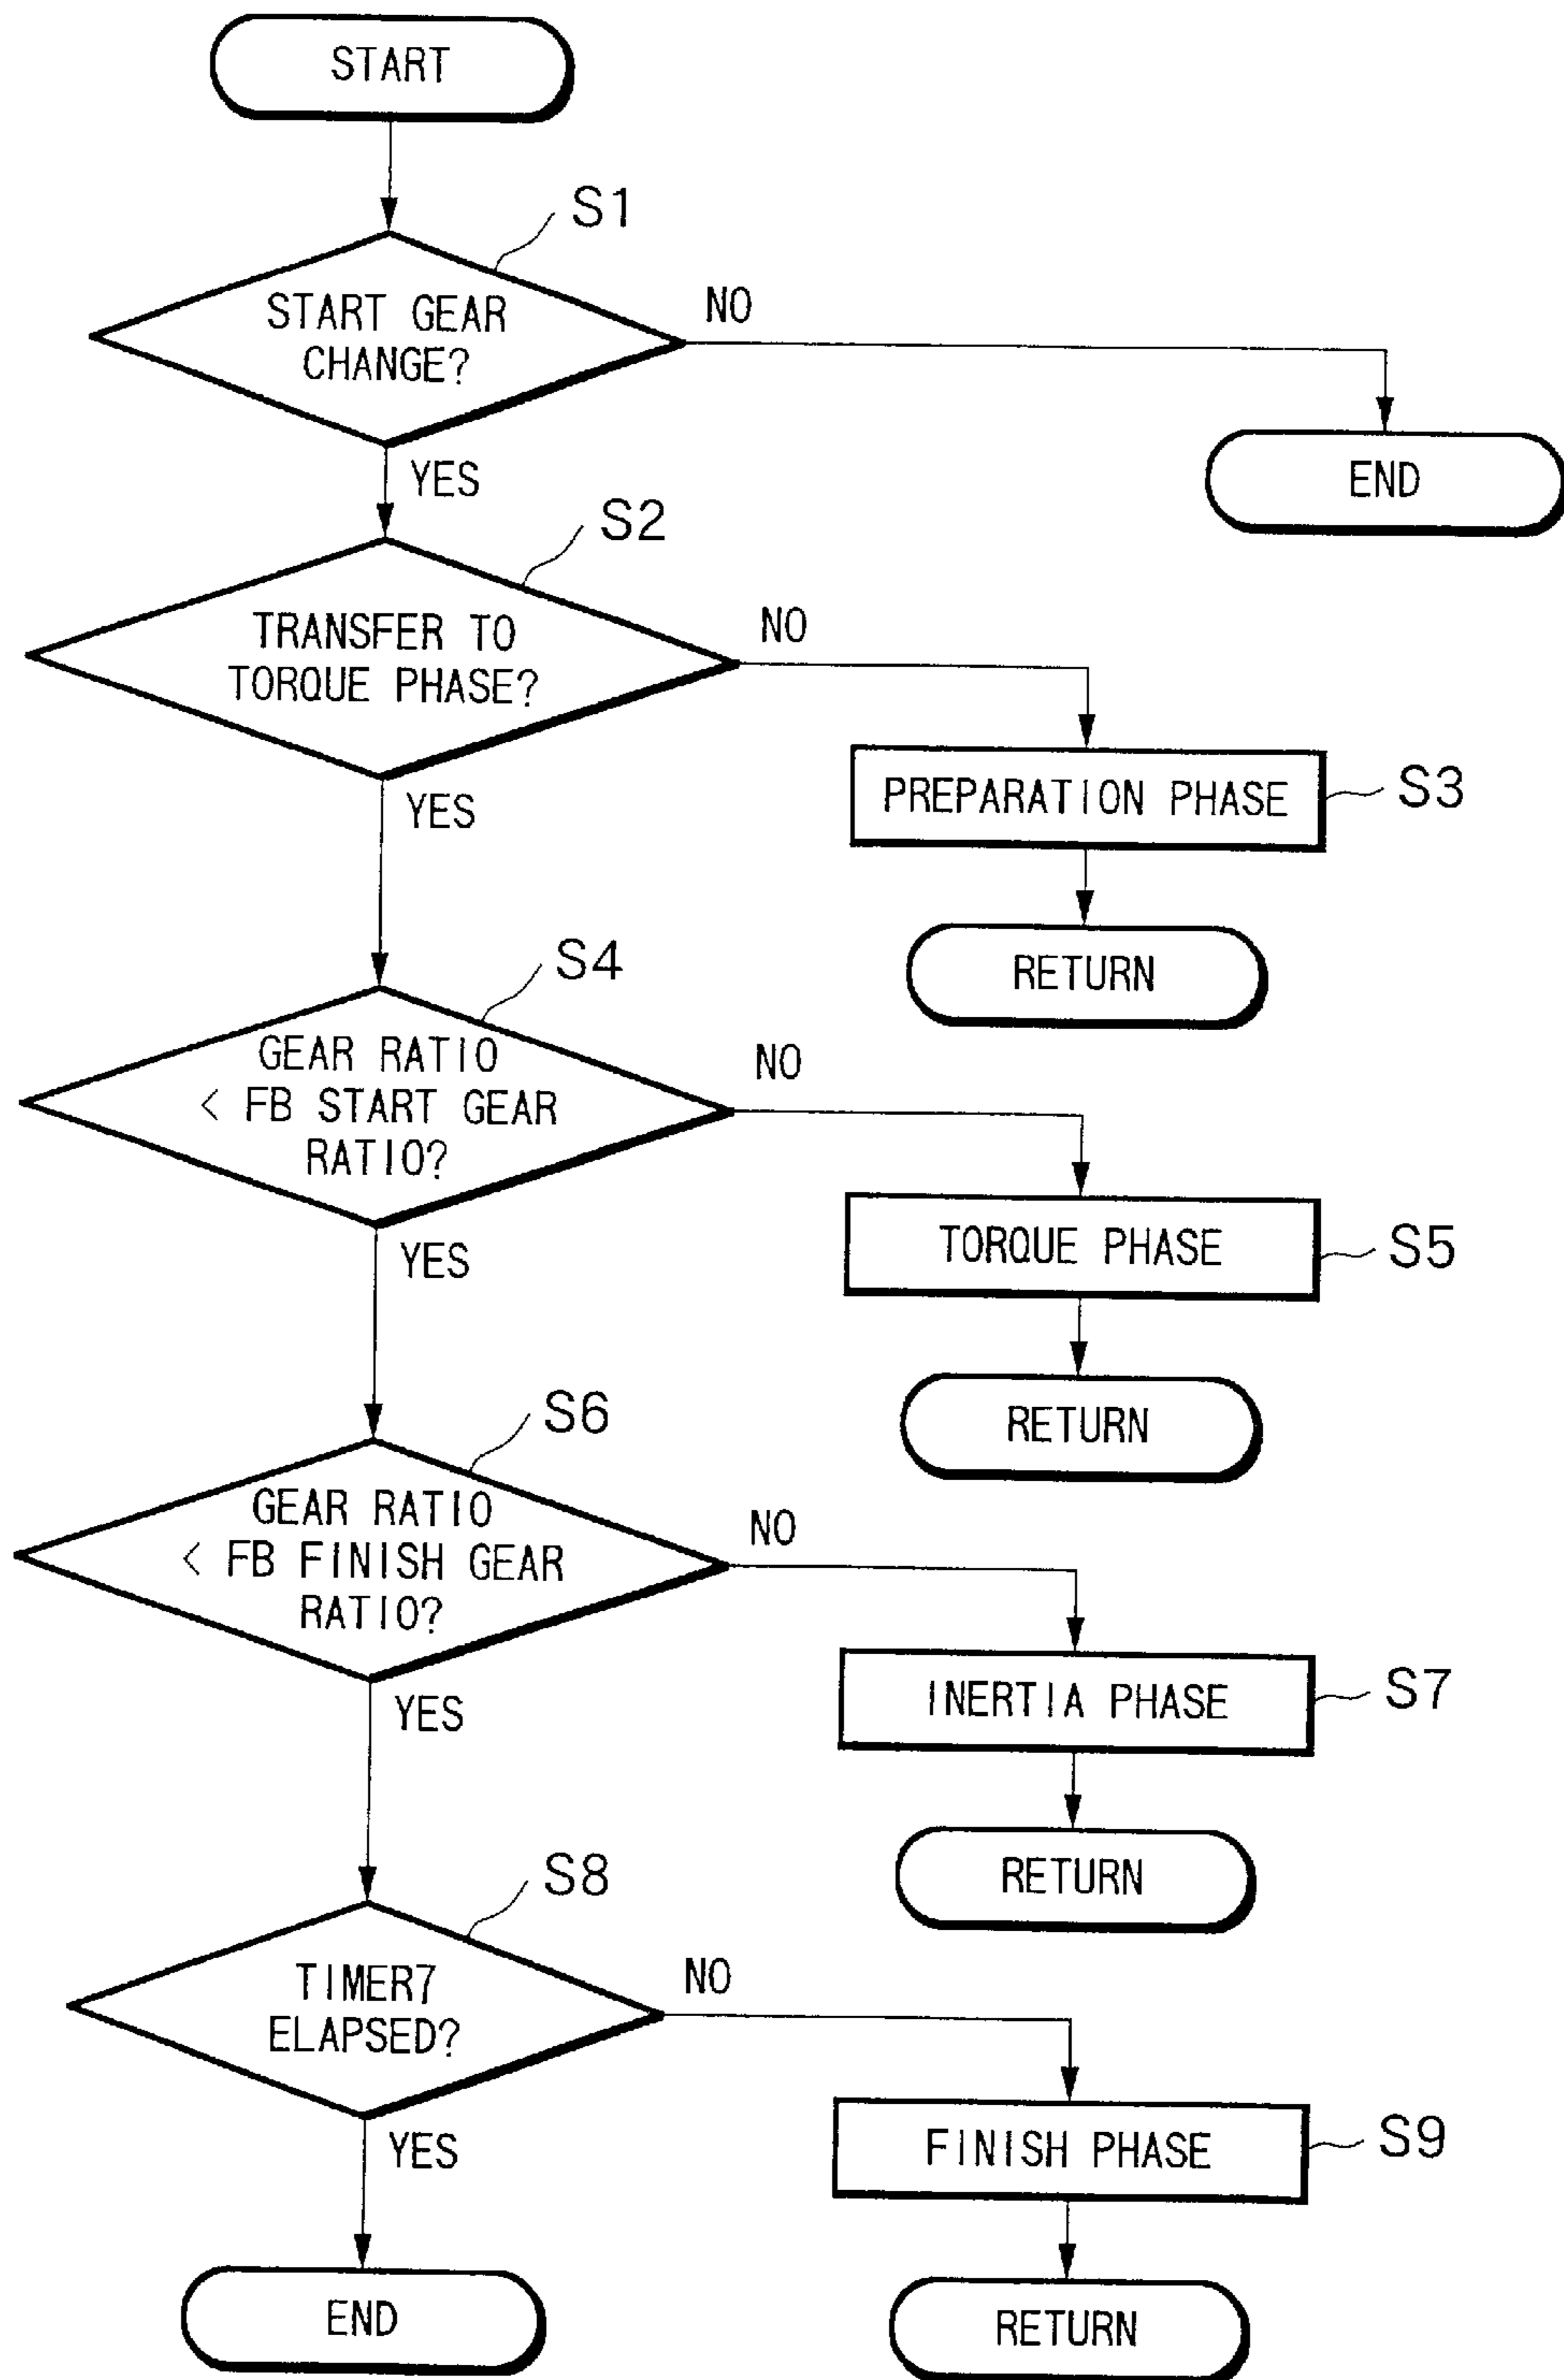 START
S1
START GEAR
CHANGE?
NO
YES
END
S2
TRANSFER TO
TORQUE PHASE?
NO
YES
PREPARATION PHASE
S3
RETURN
S4
GEAR RATIO
< FB START GEAR
RATIO?
NO
YES
TORQUE PHASE
S5
RETURN
S6
GEAR RATIO
< FB FINISH GEAR
RATIO?
NO
YES
INERTIA PHASE
S7
RETURN
S8
TIMER7
ELAPSED?
NO
YES
FINISH PHASE
S9
RETURN
END